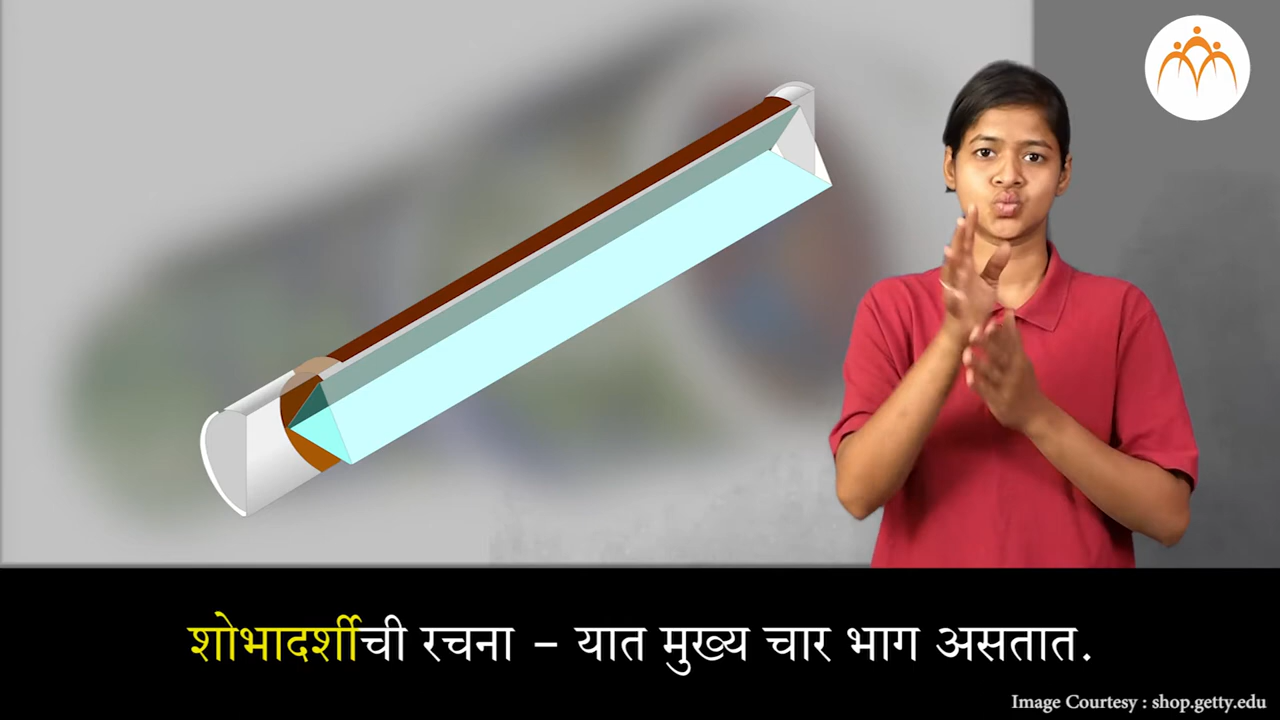 शोभादर्शीची रचना – यात मुख्य चार भाग असतात.
Image Courtesy : shop.getty.edu